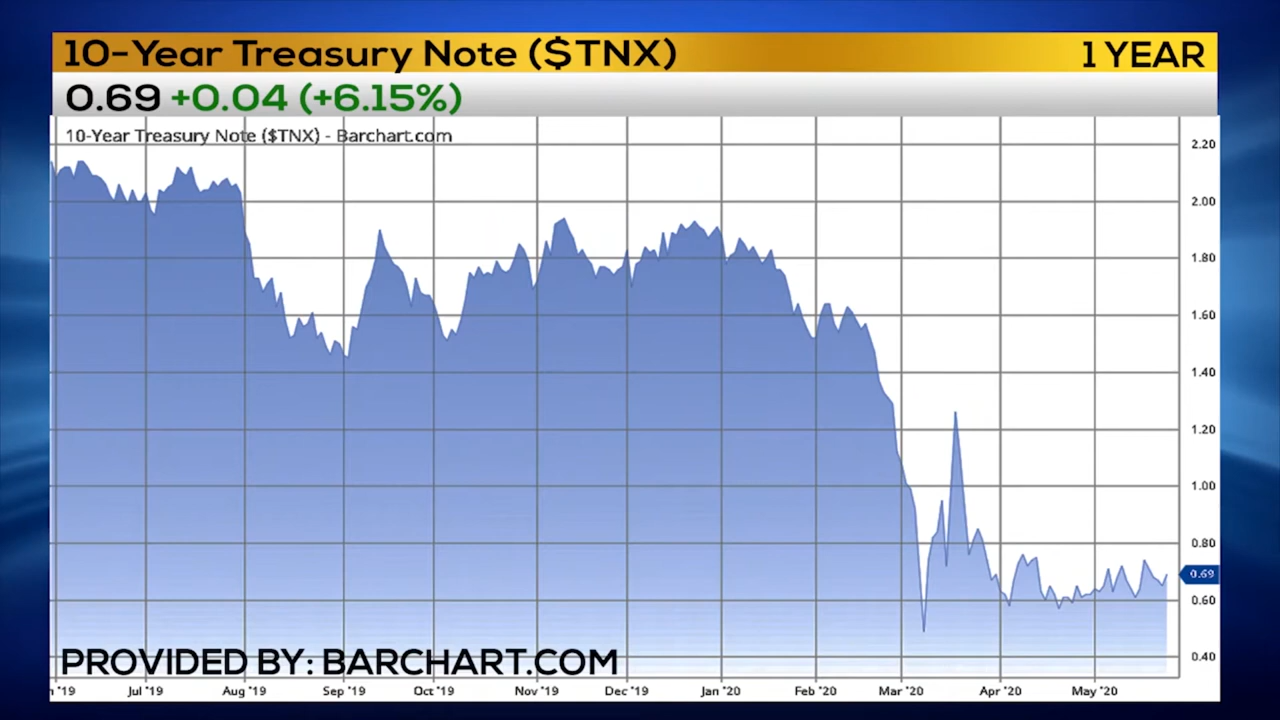 10-Year Treasury Note ($TNX) 1 YEAR
0.69 +0.04 (+6.15%)
10-Year Treasury Note ($TNX) - Barchart.com
2.20
2.00
1.80
1.60
1.40
1.20
1.00
0.80
0.69
0.60
0.40
PROVIDED BY: BARCHART.COM
n '19 Jul '19 Aug '19 Sep '19 Oct '19 Nov '19 Dec '19 Jan '20 Feb '20 Mar '20 Apr '20 May '20